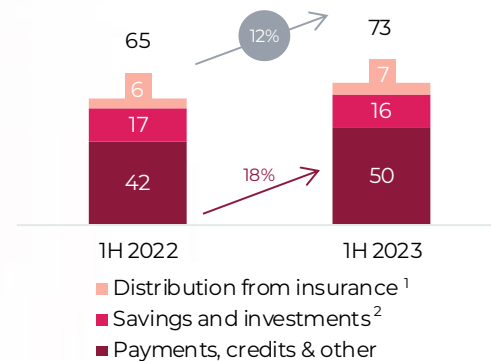 65
12%
73
6
7
17
16
42
18%
50
1H 2022
1H 2023
Distribution from insurance 1
Savings and investments 2
Payments, credits & other